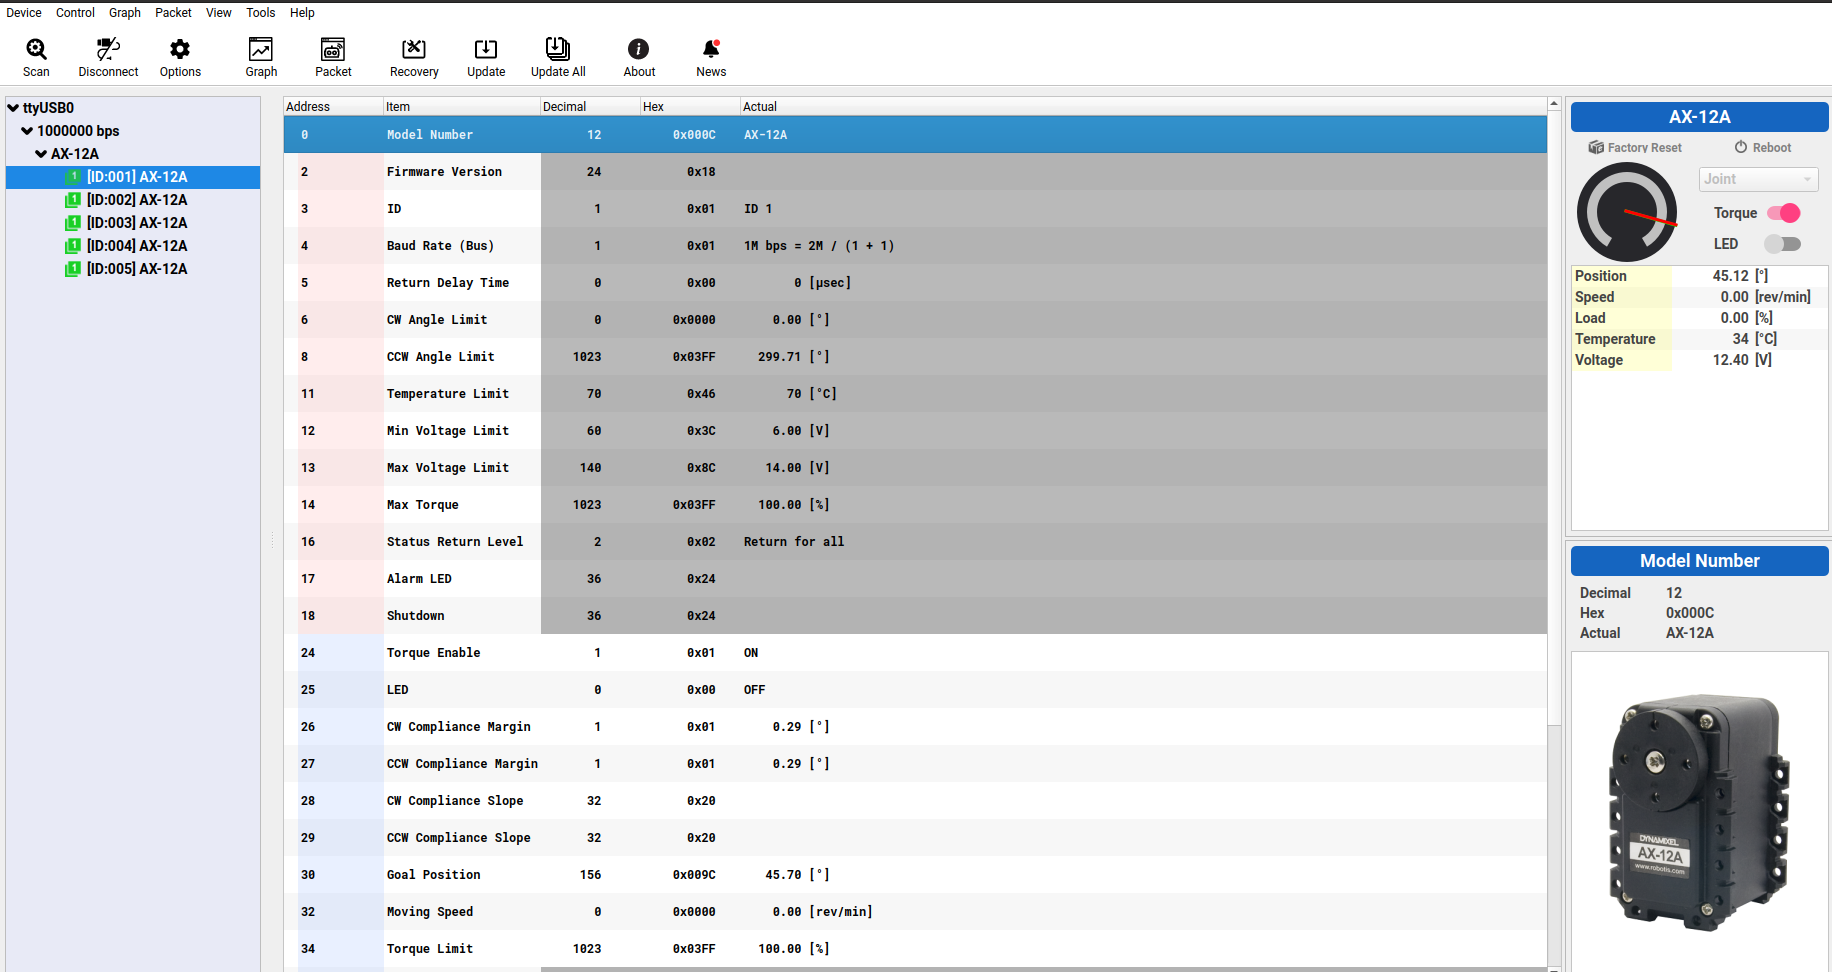 Device Control Graph Packet View Tools Help
Scan Disconnect Options Graph Packet Recovery Update Update All About News
ttyUSB0
1000000 bps
AX-12A
1 [ID:001] AX-12A
1 [ID:002] AX-12A
1 [ID:003] AX-12A
1 [ID:004] AX-12A
1 [ID:005] AX-12A
Address Item Decimal Hex Actual
0 Model Number 12 0x000C AX-12A
2 Firmware Version 24 0x18
3 ID 1 0x01 ID 1
4 Baud Rate (Bus) 1 0x01 1M bps = 2M / (1 + 1)
5 Return Delay Time 0 0x00 0 [μsec]
6 CW Angle Limit 0 0x0000 0.00 [°]
8 CCW Angle Limit 1023 0x03FF 299.71 [°]
11 Temperature Limit 70 0x46 70 [°C]
12 Min Voltage Limit 60 0x3C 6.00 [V]
13 Max Voltage Limit 140 0x8C 14.00 [V]
14 Max Torque 1023 0x03FF 100.00 [%]
16 Status Return Level 2 0x02 Return for all
17 Alarm LED 36 0x24
18 Shutdown 36 0x24
24 Torque Enable 1 0x01 ON
25 LED 0 0x00 OFF
26 CW Compliance Margin 1 0x01 0.29 [°]
27 CCW Compliance Margin 1 0x01 0.29 [°]
28 CW Compliance Slope 32 0x20
29 CCW Compliance Slope 32 0x20
30 Goal Position 156 0x009C 45.70 [°]
32 Moving Speed 0 0x0000 0.00 [rev/min]
34 Torque Limit 1023 0x03FF 100.00 [%]
AX-12A
Factory Reset Reboot
Joint
Torque
LED
Position 45.12 [°]
Speed 0.00 [rev/min]
Load 0.00 [%]
Temperature 34 [°C]
Voltage 12.40 [V]
Model Number
Decimal 12
Hex 0x000C
Actual AX-12A
DYNAMIXEL
AX-12A
www.robotis.com